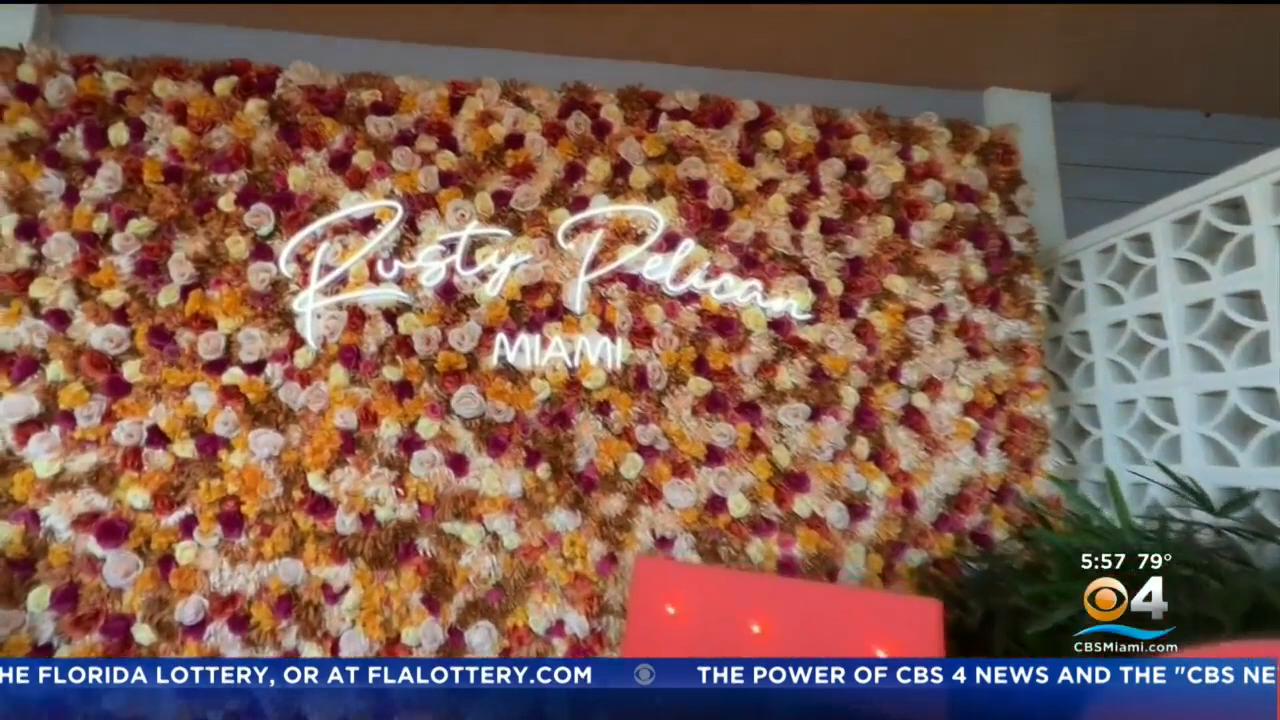 Rusty Pelican
MIAMI
5:57 79°
4
CBSMiami.com
HE FLORIDA LOTTERY, OR AT FLALOTTERY.COM THE POWER OF CBS 4 NEWS AND THE "CBS NE